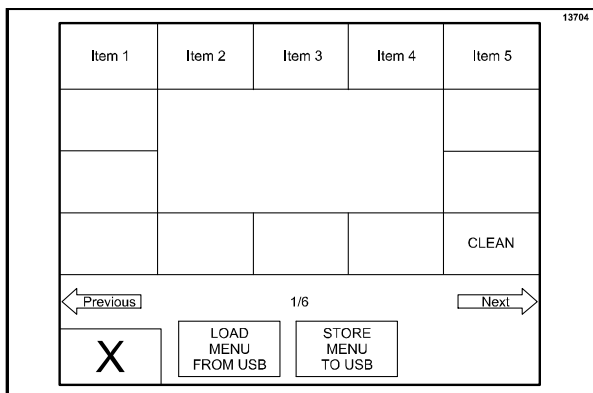 13704
Item 1 Item 2 Item 3 Item 4 Item 5
CLEAN
Previous 1/6 Next
X
LOAD
MENU
FROM USB
STORE
MENU
TO USB